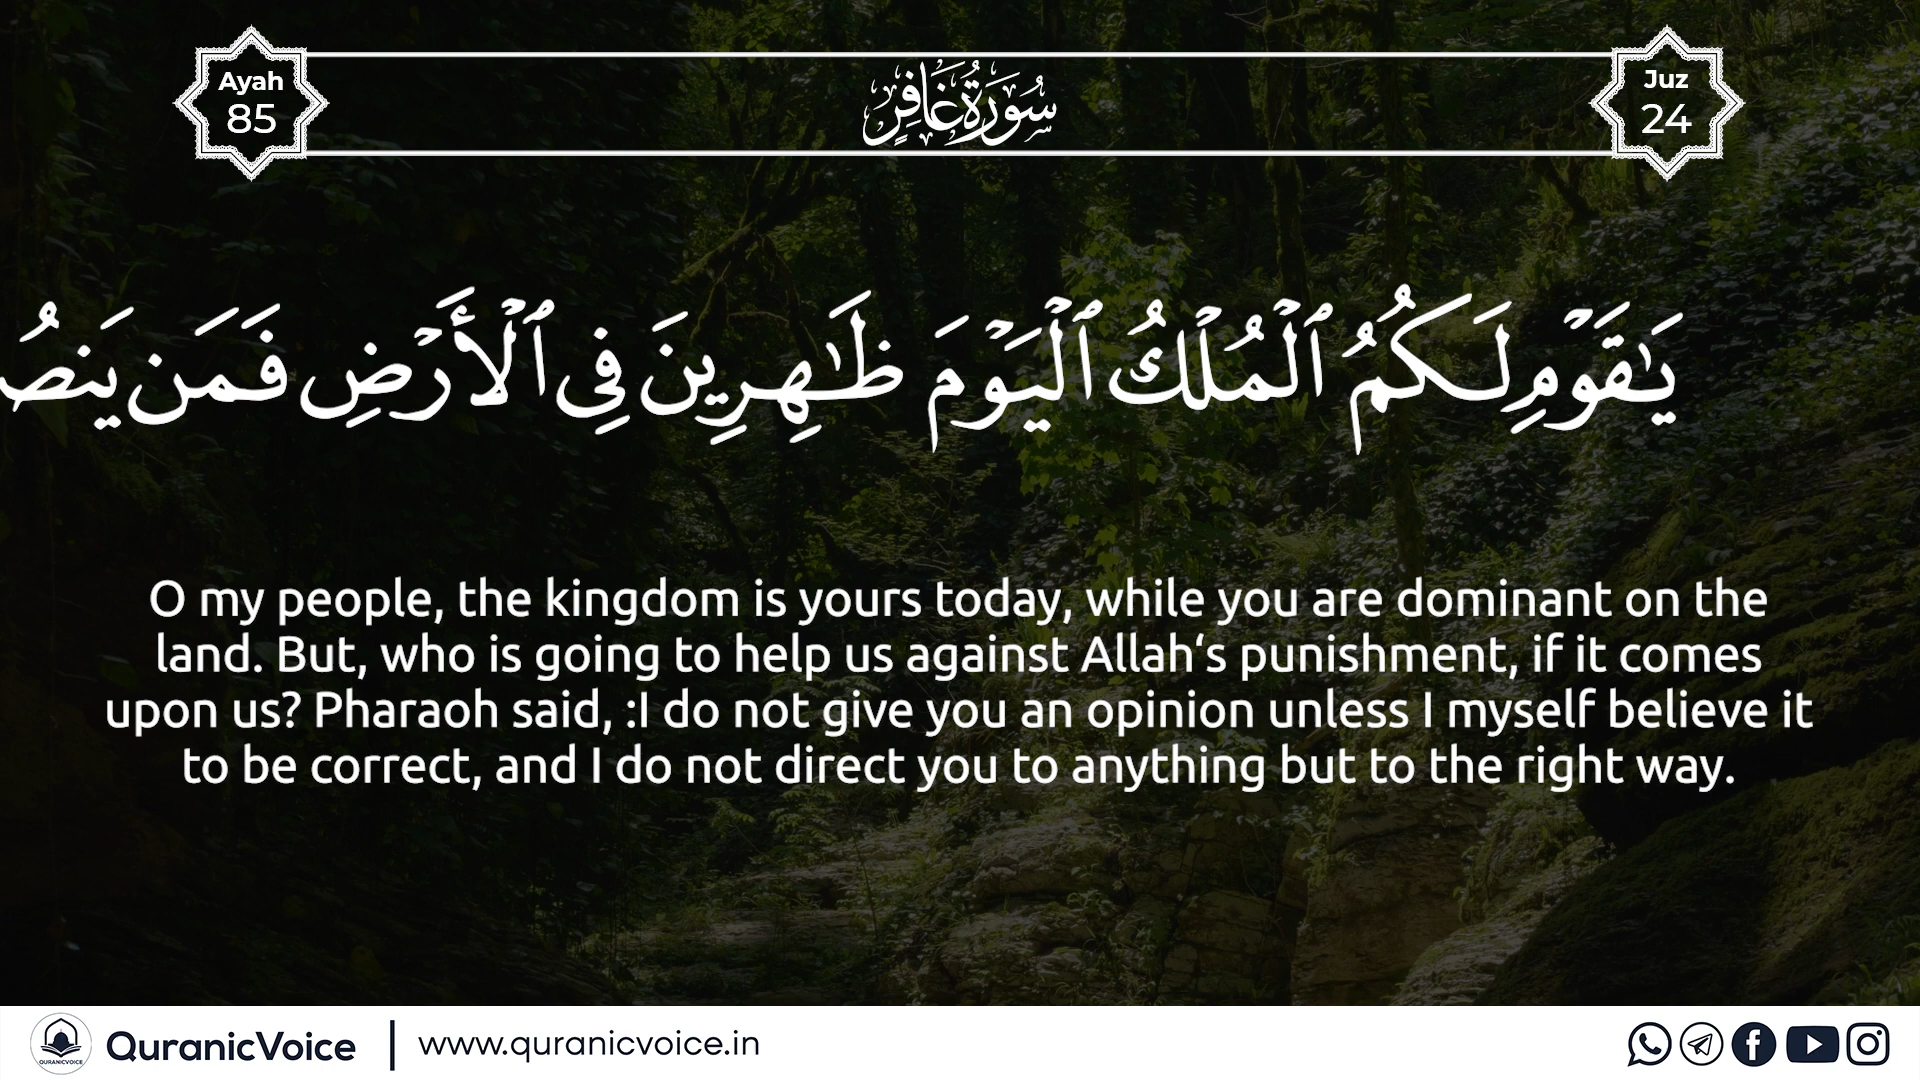 Ayah
85
سُورَةُ غَافِرٍ
Juz
24
يَـٰقَوْمِ لَكُمُ ٱلْمُلْكُ ٱلْيَوْمَ ظَـٰهِرِينَ فِى ٱلْأَرْضِ فَمَن يَنصُ
O my people, the kingdom is yours today, while you are dominant on the
land. But, who is going to help us against Allah‘s punishment, if it comes
upon us? Pharaoh said, :I do not give you an opinion unless I myself believe it
to be correct, and I do not direct you to anything but to the right way.
QURANICVOICE
QuranicVoice | www.quranicvoice.in